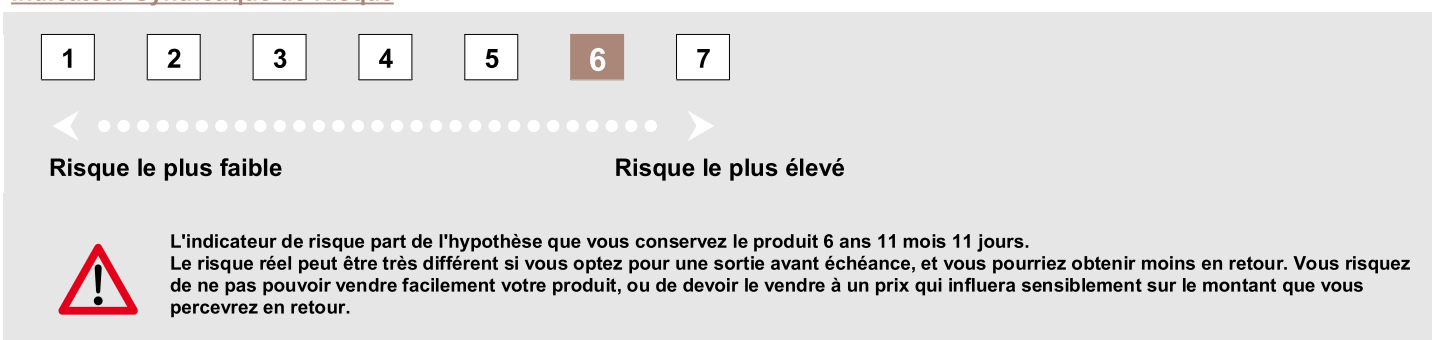 1 2 3 4 5 6 7
Risque le plus faible Risque le plus élevé
L'indicateur de risque part de l'hypothèse que vous conservez le produit 6 ans 11 mois 11 jours.
Le risque réel peut être très différent si vous optez pour une sortie avant échéance, et vous pourriez obtenir moins en retour. Vous risquez
de ne pas pouvoir vendre facilement votre produit, ou de devoir le vendre à un prix qui influera sensiblement sur le montant que vous
percevrez en retour.